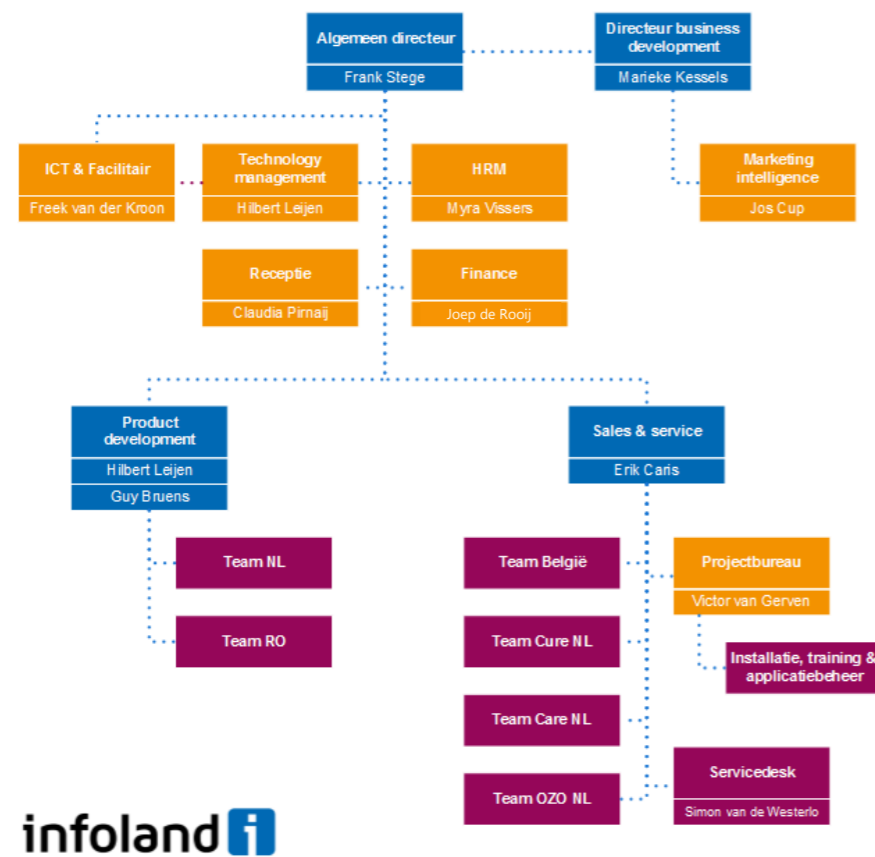 Algemeen directeur
Frank Stege
Directeur business
development
Marieke Kessels
ICT & Facilitair
Freek van der Kroon
Technology
management
Hilbert Leijen
HRM
Myra Vissers
Marketing
intelligence
Jos Cup
Receptie
Claudia Pirnaij
Finance
Joep de Rooij
Product
development
Hilbert Leijen
Guy Bruens
Sales & service
Erik Caris
Team NL
Team RO
Team België
Team Cure NL
Team Care NL
Team OZO NL
Projectbureau
Victor van Gerven
Installatie, training &
applicatiebeheer
Servicedesk
Simon van de Westerlo
infoland i